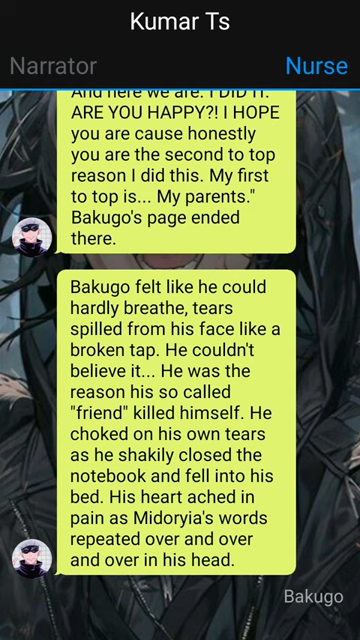 Kumar Ts
Narrator
Nurse
And here we are. I DID IT.
ARE YOU HAPPY?! I HOPE
you are cause honestly
you are the second to top
reason I did this. My first
to top is... My parents."
Bakugo's page ended
there.
Bakugo felt like he could
hardly breathe, tears
spilled from his face like a
broken tap. He couldn't
believe it... He was the
reason his so called
"friend" killed himself. He
choked on his own tears
as he shakily closed the
notebook and fell into his
bed. His heart ached in
pain as Midoryia's words
repeated over and over
and over in his head.
Bakugo